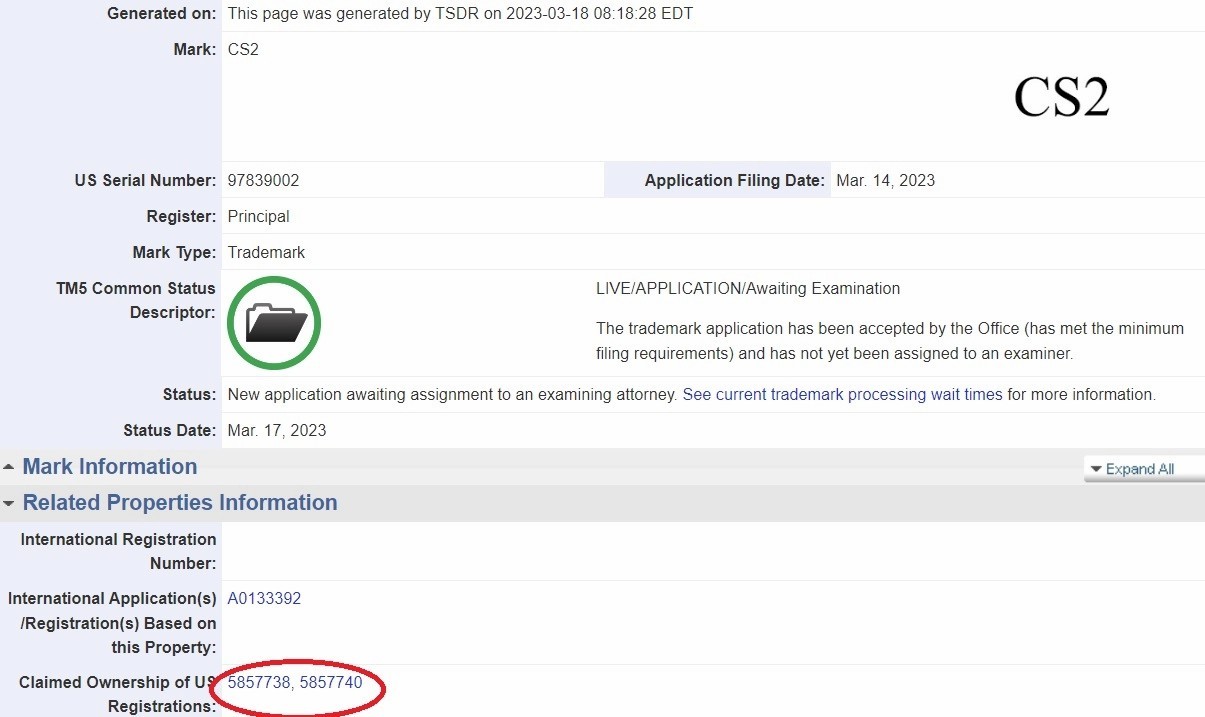 Generated on: This page was generated by TSDR on 2023-03-18 08:18:28 EDT
Mark: CS2
CS2
US Serial Number: 97839002 Application Filing Date: Mar. 14, 2023
Register: Principal
Mark Type: Trademark
TM5 Common Status
Descriptor:
LIVE/APPLICATION/Awaiting Examination
The trademark application has been accepted by the Office (has met the minimum
filing requirements) and has not yet been assigned to an examiner.
Status: New application awaiting assignment to an examining attorney. See current trademark processing wait times for more information.
Status Date: Mar. 17, 2023
Mark Information
Expand All
Related Properties Information
International Registration
Number:
International Application(s) A0133392
/Registration(s) Based on
this Property:
Claimed Ownership of US 5857738, 5857740
Registrations: